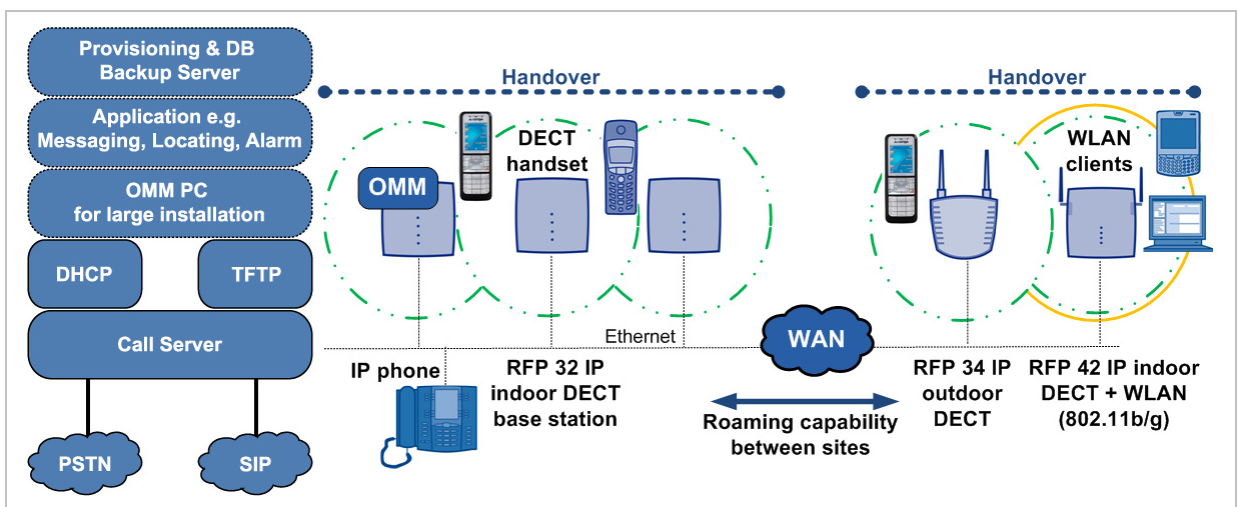 Provisioning & DB
Backup Server
Application e.g.
Messaging, Locating, Alarm
OMM PC
for large installation
DHCP
TFTP
Call Server
PSTN
SIP
Handover
OMM
DECT
handset
Ethernet
IP phone
RFP 32 IP
indoor DECT
base station
WAN
Roaming capability
between sites
Handover
WLAN
clients
RFP 34 IP
outdoor
DECT
RFP 42 IP indoor
DECT + WLAN
(802.11b/g)